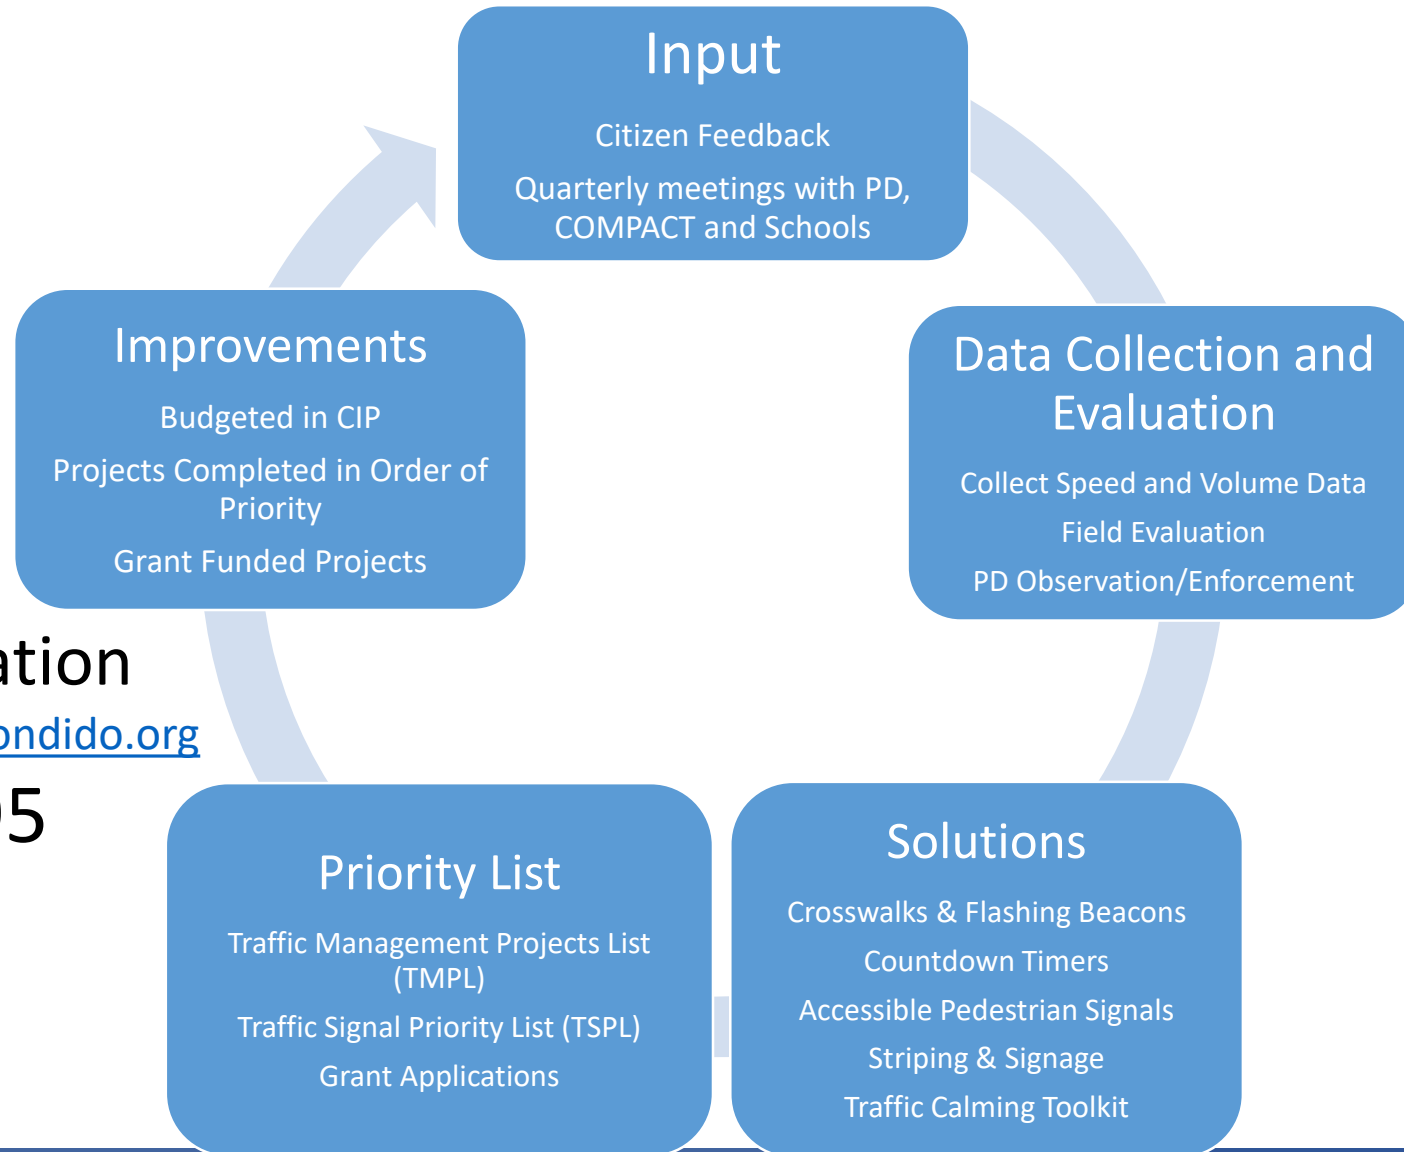 Input
Citizen Feedback
Quarterly meetings with PD,
COMPACT and Schools
Improvements
Budgeted in CIP
Projects Completed in Order of
Priority
Grant Funded Projects
Data Collection and
Evaluation
Collect Speed and Volume Data
Field Evaluation
PD Observation/Enforcement
ation
ondido.org
95
Priority List
Traffic Management Projects List
(TMPL)
Traffic Signal Priority List (TSPL)
Grant Applications
Solutions
Crosswalks & Flashing Beacons
Countdown Timers
Accessible Pedestrian Signals
Striping & Signage
Traffic Calming Toolkit